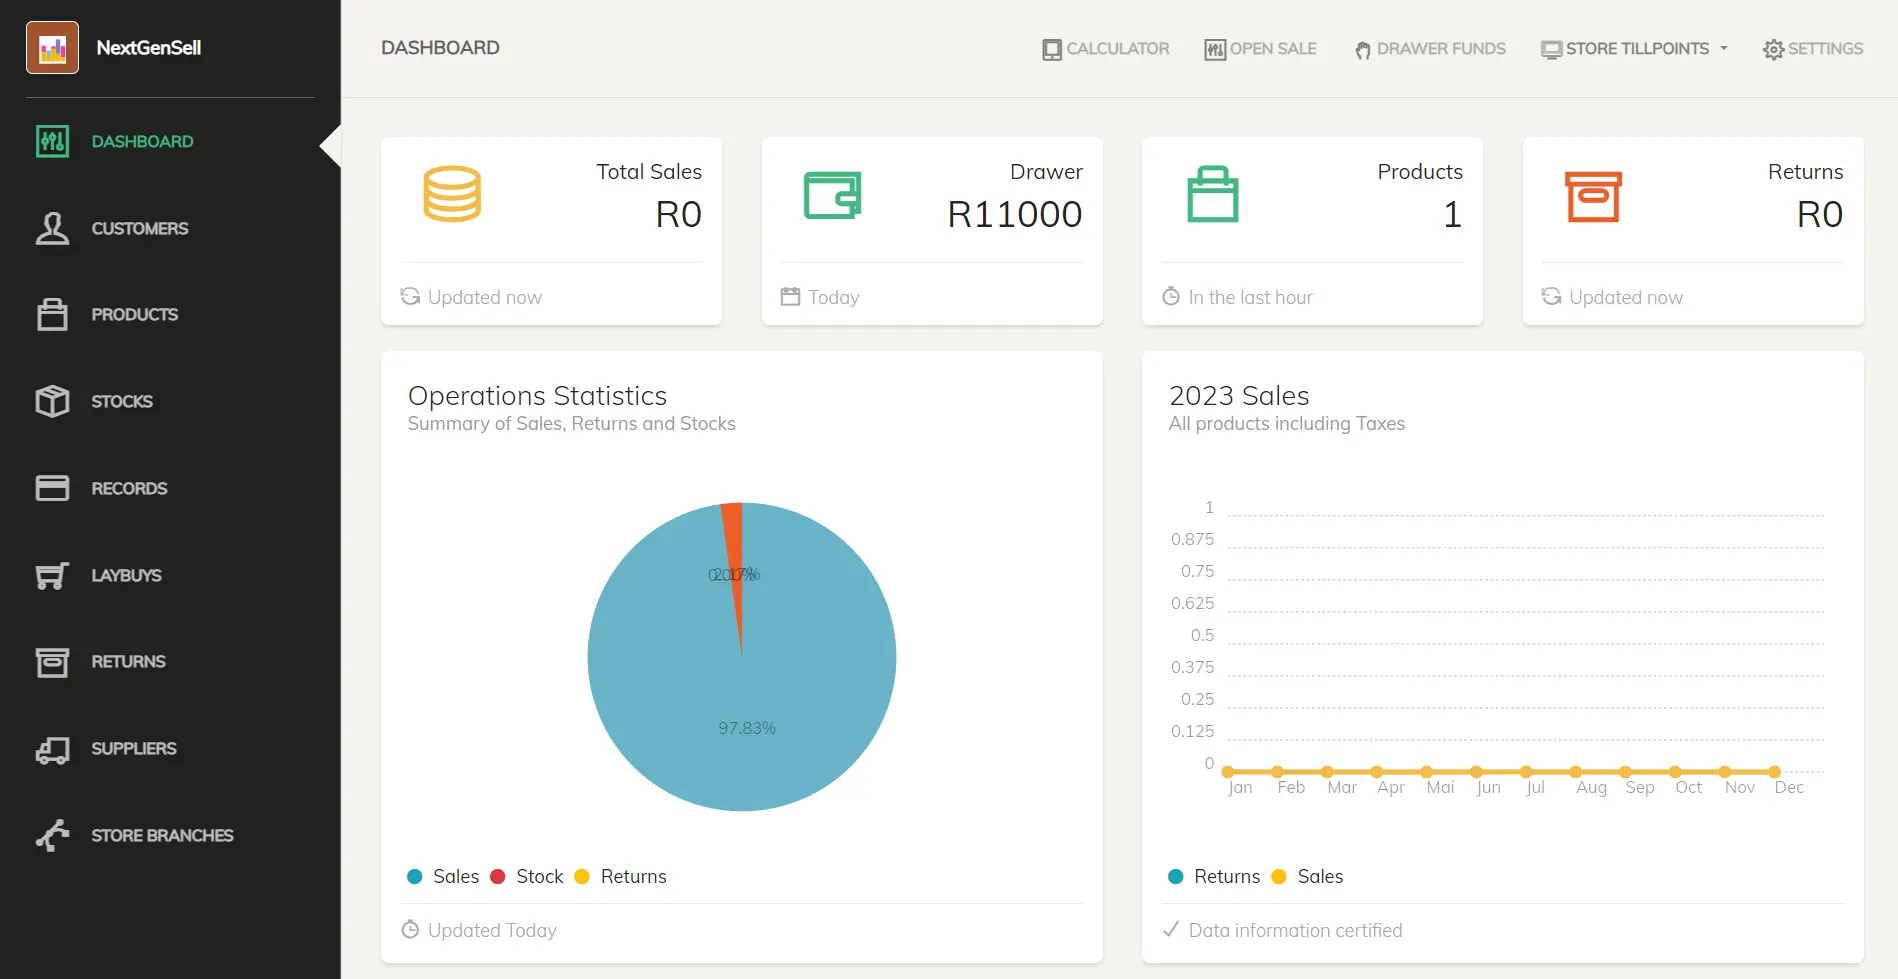 NextGenSell
DASHBOARD
CUSTOMERS
PRODUCTS
STOCKS
RECORDS
LAYBUYS
RETURNS
SUPPLIERS
STORE BRANCHES
DASHBOARD
CALCULATOR
OPEN SALE
DRAWER FUNDS
STORE TILLPOINTS
SETTINGS
Total Sales
R0
Updated now
Drawer
R11000
Today
Products
1
In the last hour
Returns
R0
Updated now
Operations Statistics
Summary of Sales, Returns and Stocks
0.00%
2.17%
97.83%
Sales Stock Returns
Updated Today
2023 Sales
All products including Taxes
1
0.875
0.75
0.625
0.5
0.375
0.25
0.125
0
Jan Feb Mar Apr Mai Jun Jul Aug Sep Oct Nov Dec
Returns Sales
Data information certified